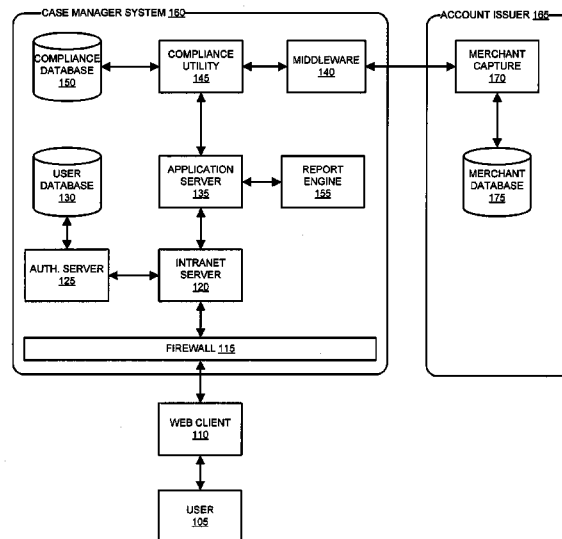 CASE MANAGER SYSTEM 160
ACCOUNT ISSUER 165
COMPLIANCE
DATABASE
150
COMPLIANCE
UTILITY
145
MIDDLEWARE
140
MERCHANT
CAPTURE
170
USER
DATABASE
130
APPLICATION
SERVER
135
REPORT
ENGINE
155
MERCHANT
DATABASE
175
AUTH. SERVER
125
INTRANET
SERVER
120
FIREWALL 115
WEB CLIENT
110
USER
105